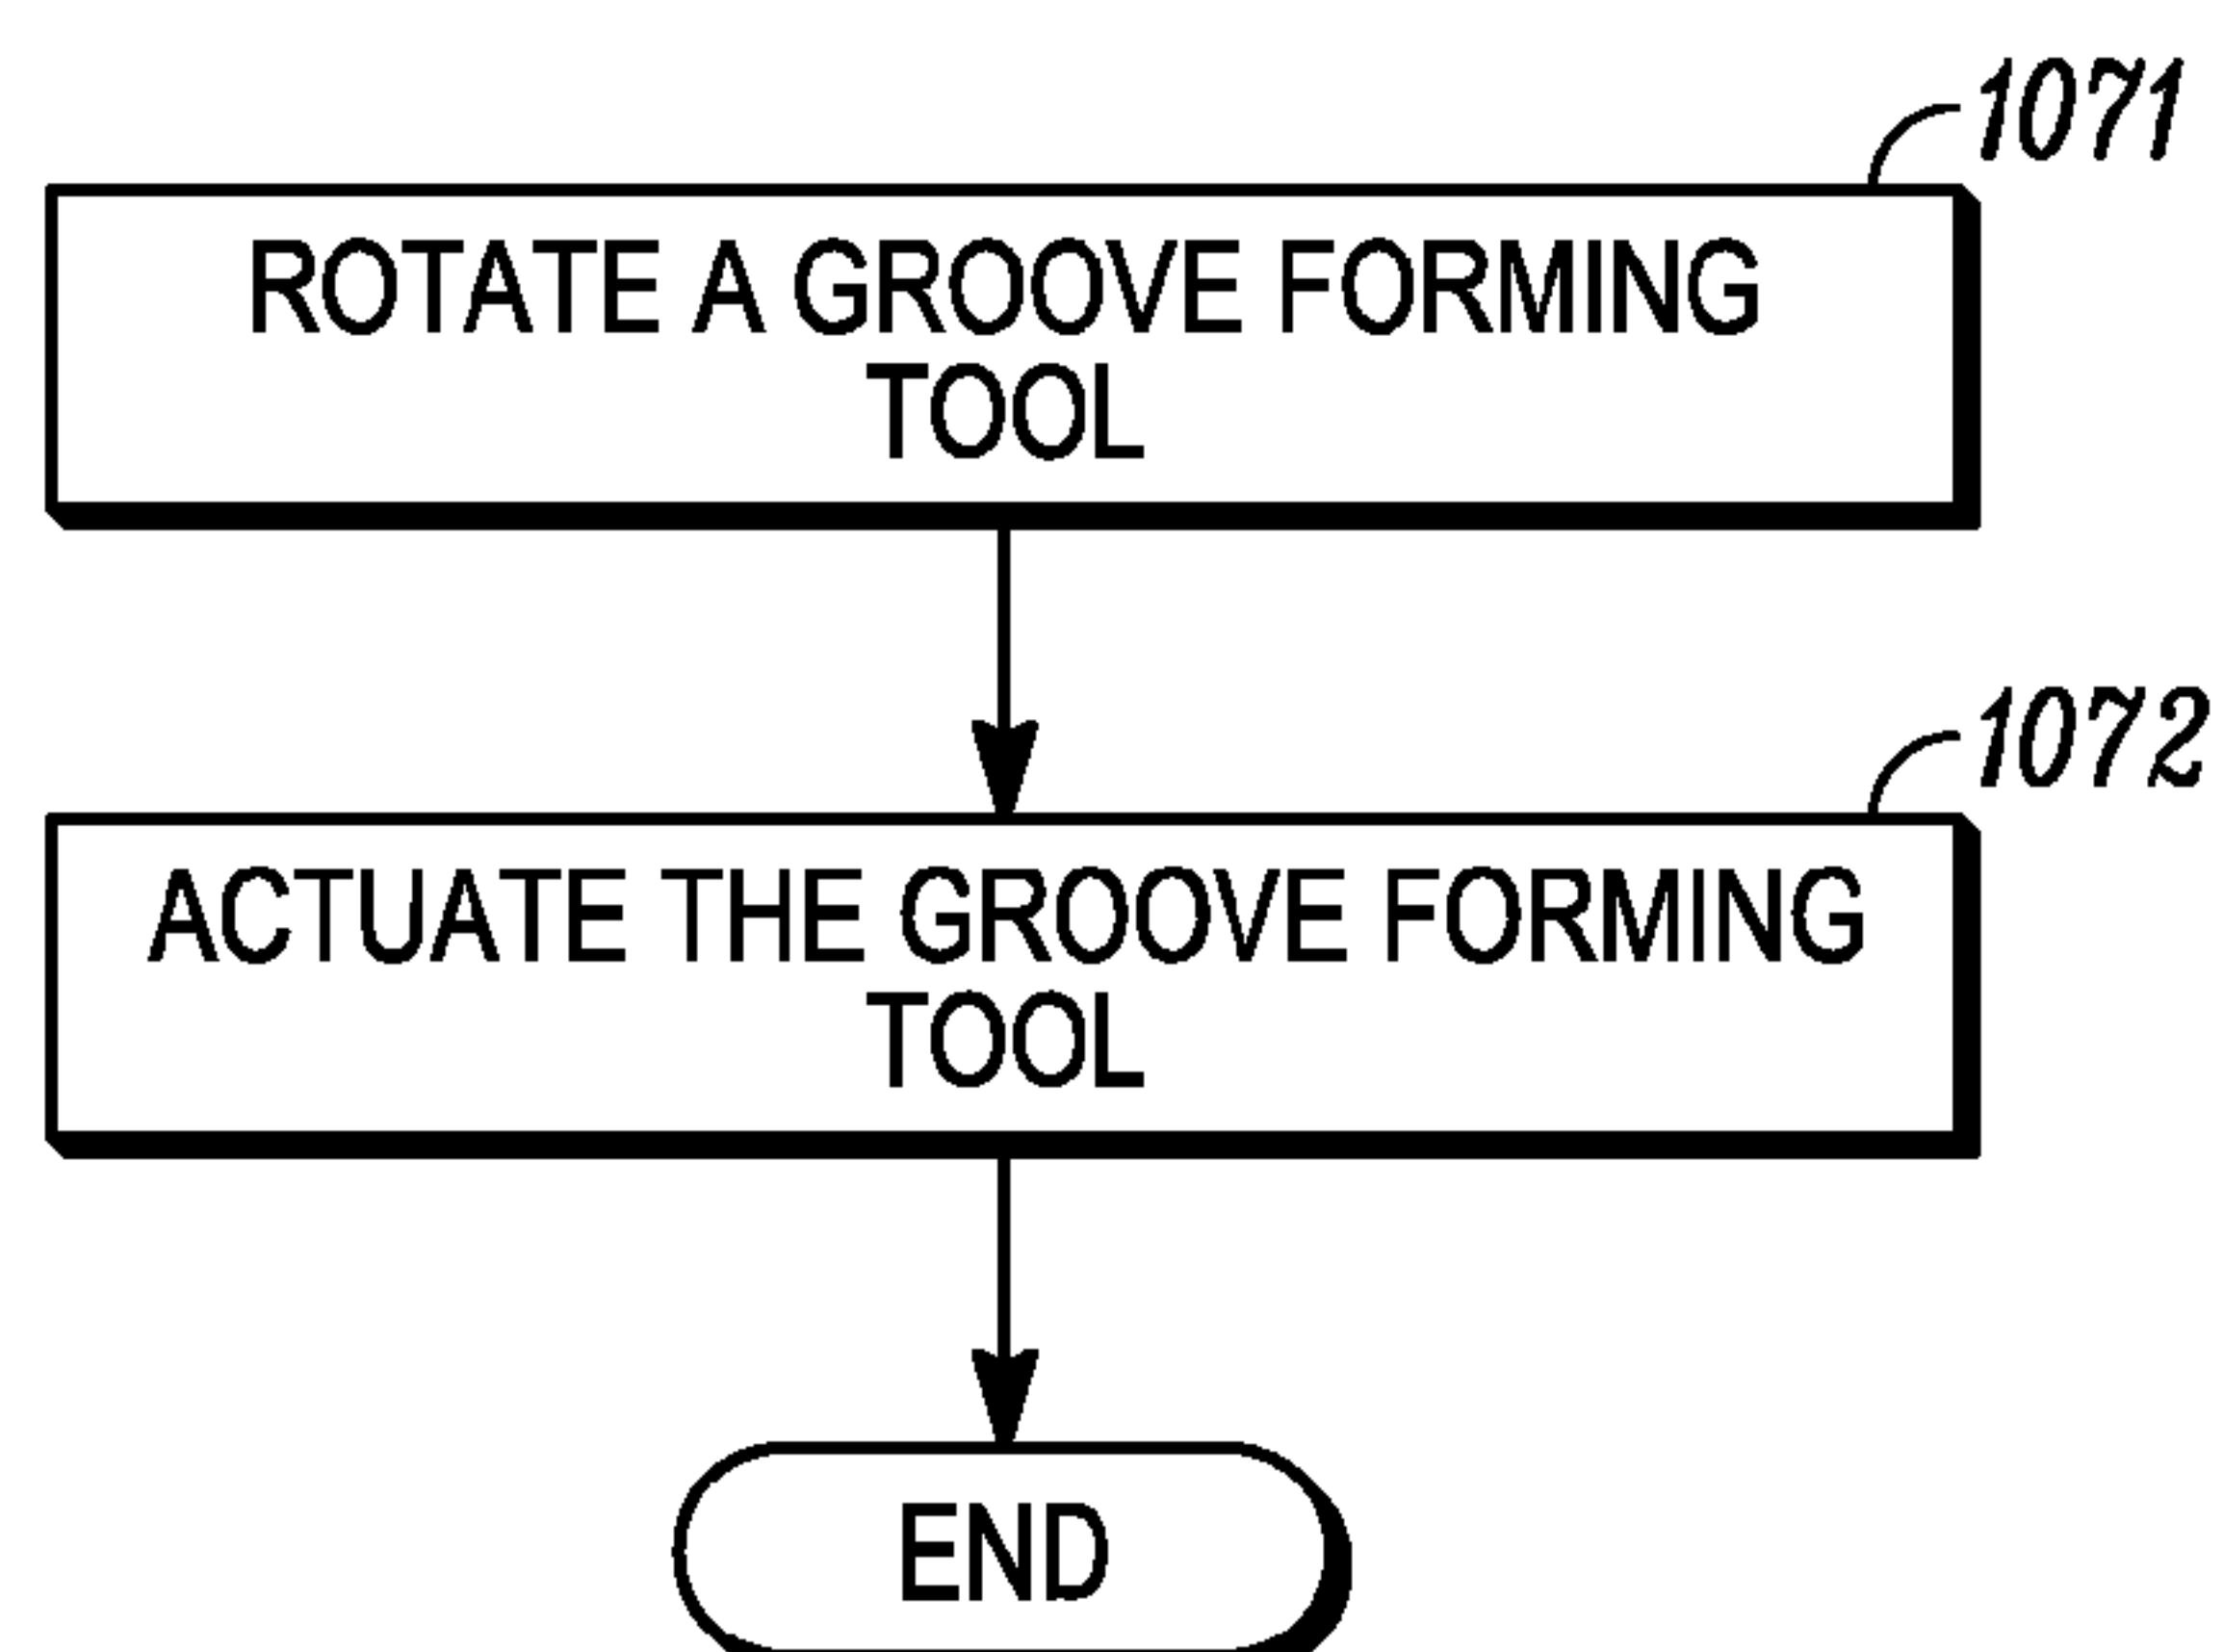 1071
ROTATE A GROOVE FORMING
TOOL
1072
ACTUATE THE GROOVE FORMING
TOOL
END